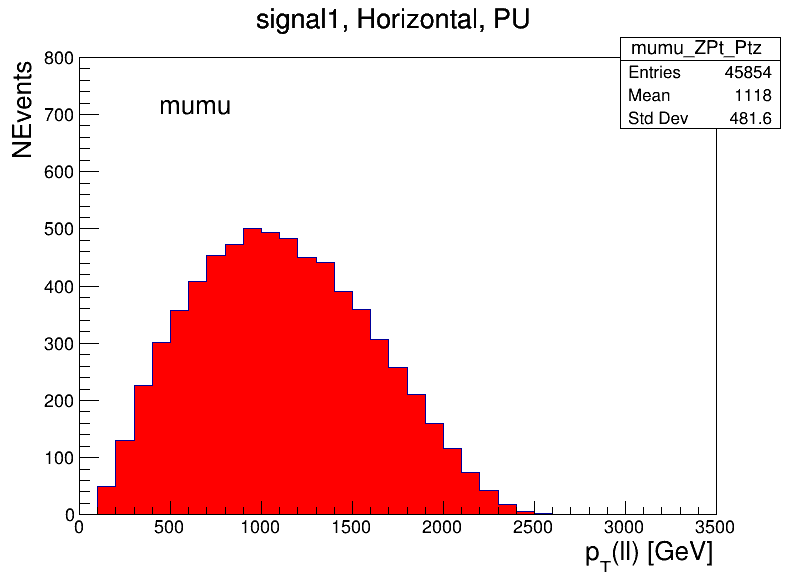 signal1, Horizontal, PU
mumu_ZPt_Ptz
Entries 45854
Mean 1118
Std Dev 481.6
NEvents
mumu
800
700
600
500
400
300
200
100
0
0 500 1000 1500 2000 2500 3000 3500
pT(ll) [GeV]